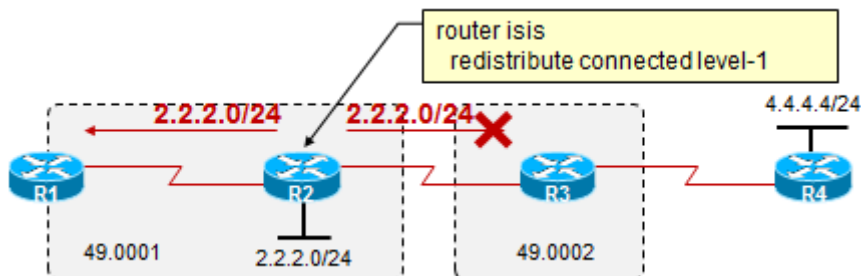 router isis
redistribute connected level-1
2.2.2.0/24 2.2.2.0/24
4.4.4.4/24
R1 R2 R3 R4
49.0001 2.2.2.0/24 49.0002